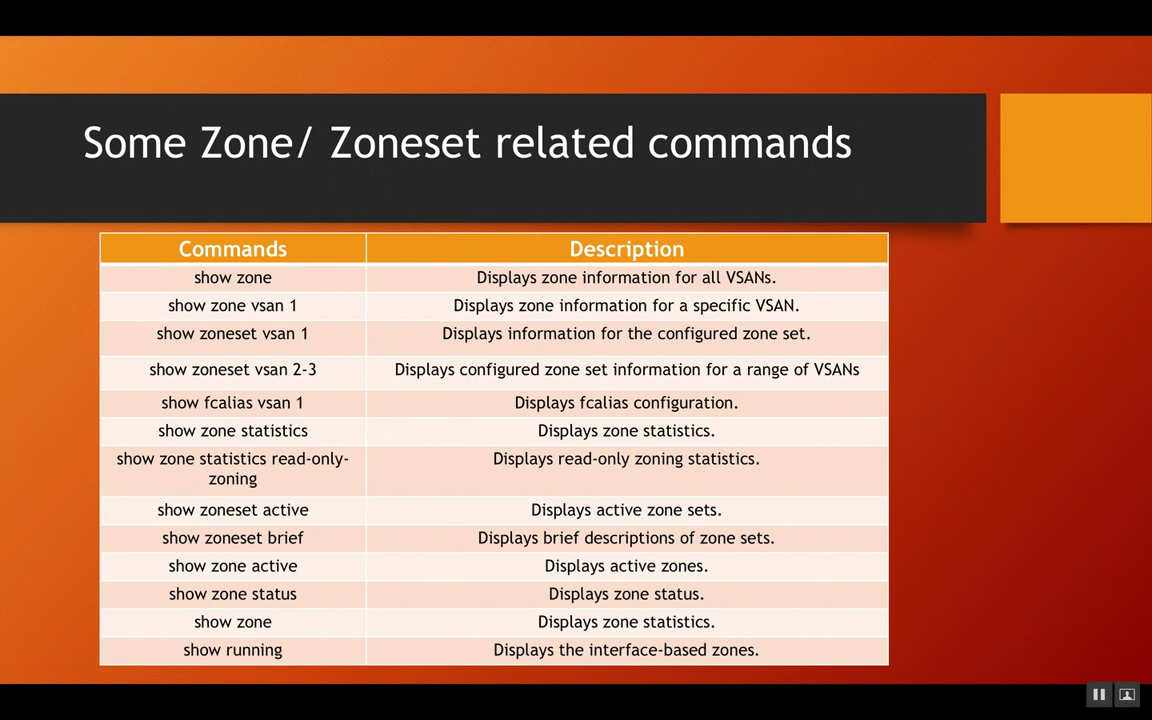 Some Zone/ Zoneset related commands
Commands Description
show zone Displays zone information for all VSANs.
show zone vsan 1 Displays zone information for a specific VSAN.
show zoneset vsan 1 Displays information for the configured zone set.
show zoneset vsan 2-3 Displays configured zone set information for a range of VSANs
show fcalias vsan 1 Displays fcalias configuration.
show zone statistics Displays zone statistics.
show zone statistics read-only- Displays read-only zoning statistics.
zoning
show zoneset active Displays active zone sets.
show zoneset brief Displays brief descriptions of zone sets.
show zone active Displays active zones.
show zone status Displays zone status.
show zone Displays zone statistics.
show running Displays the interface-based zones.